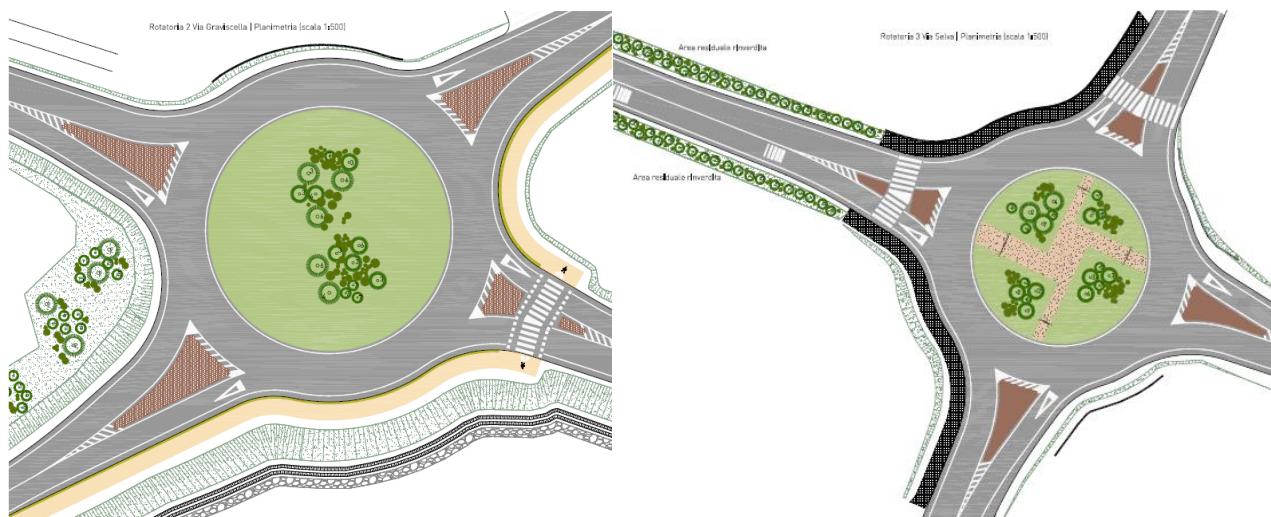 Rotatoria 2 Via Graviscella | Planimetria (scala 1:500)
Rotatoria 3 Via Selva | Planimetria (scala 1:500)
Area residuale rinverdita
Area residuale rinverdita